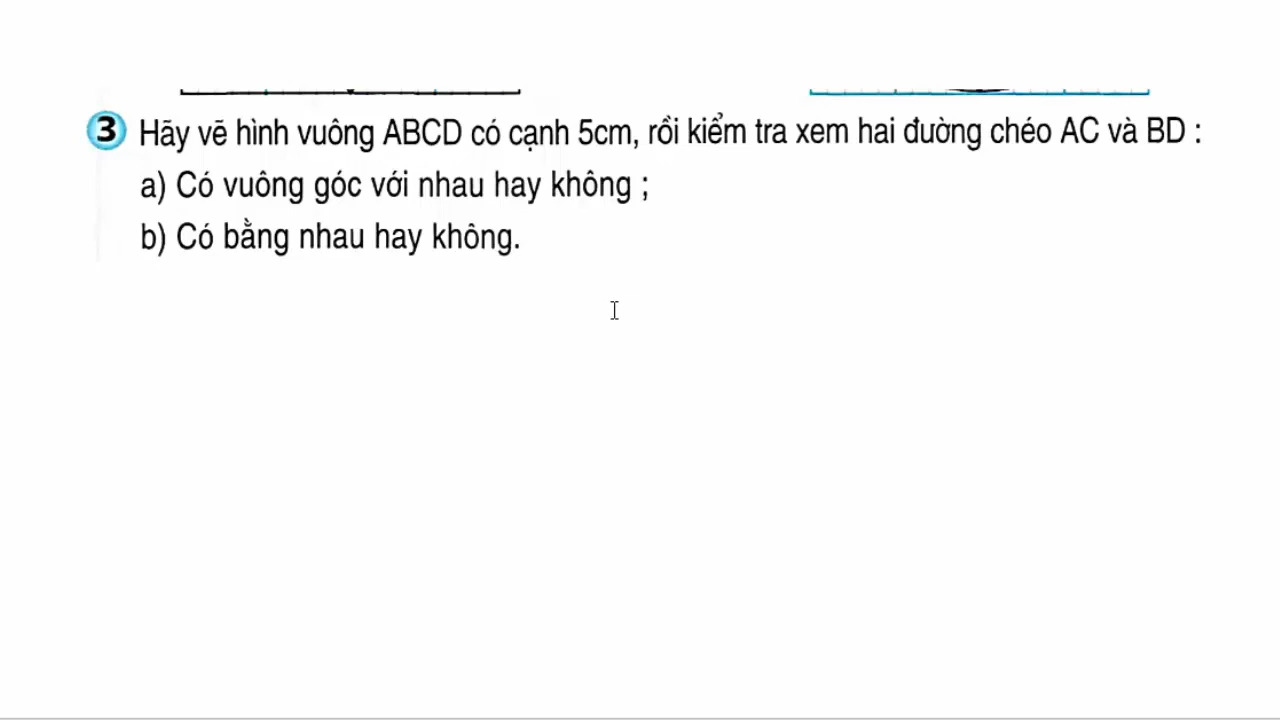 3 Hãy vẽ hình vuông ABCD có cạnh 5cm, rồi kiểm tra xem hai đường chéo AC và BD :
a) Có vuông góc với nhau hay không ;
b) Có bằng nhau hay không.